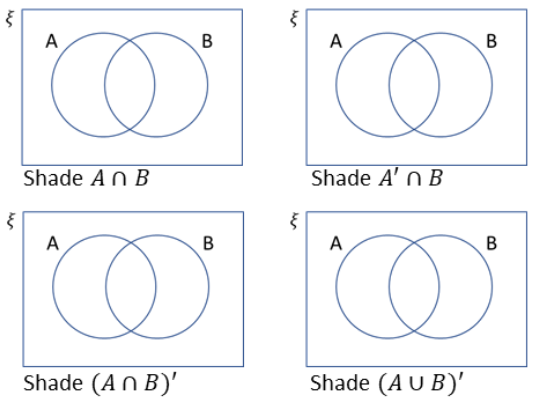 ξ ξ
A B A B
Shade A ∩ B Shade A′ ∩ B
ξ ξ
A B A B
Shade (A ∩ B)′ Shade (A ∪ B)′